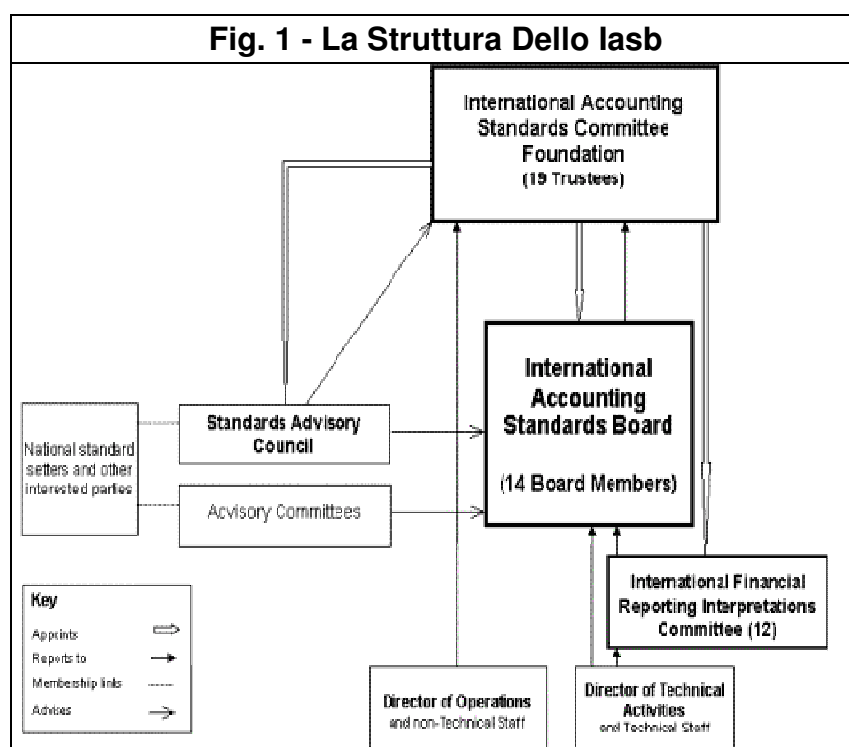 Fig. 1 - La Struttura Dello Iasb
International Accounting
Standards Committee
Foundation
(19 Trustees)
International
Accounting
Standards Board
(14 Board Members)
Standards Advisory
Council
National standard
setters and other
interested parties
Advisory Committees
International Financial
Reporting Interpretations
Committee (12)
Key
Appoints
Reports to
Membership links
Advises
Director of Operations
and non-Technical Staff
Director of Technical
Activities
and Technical Staff